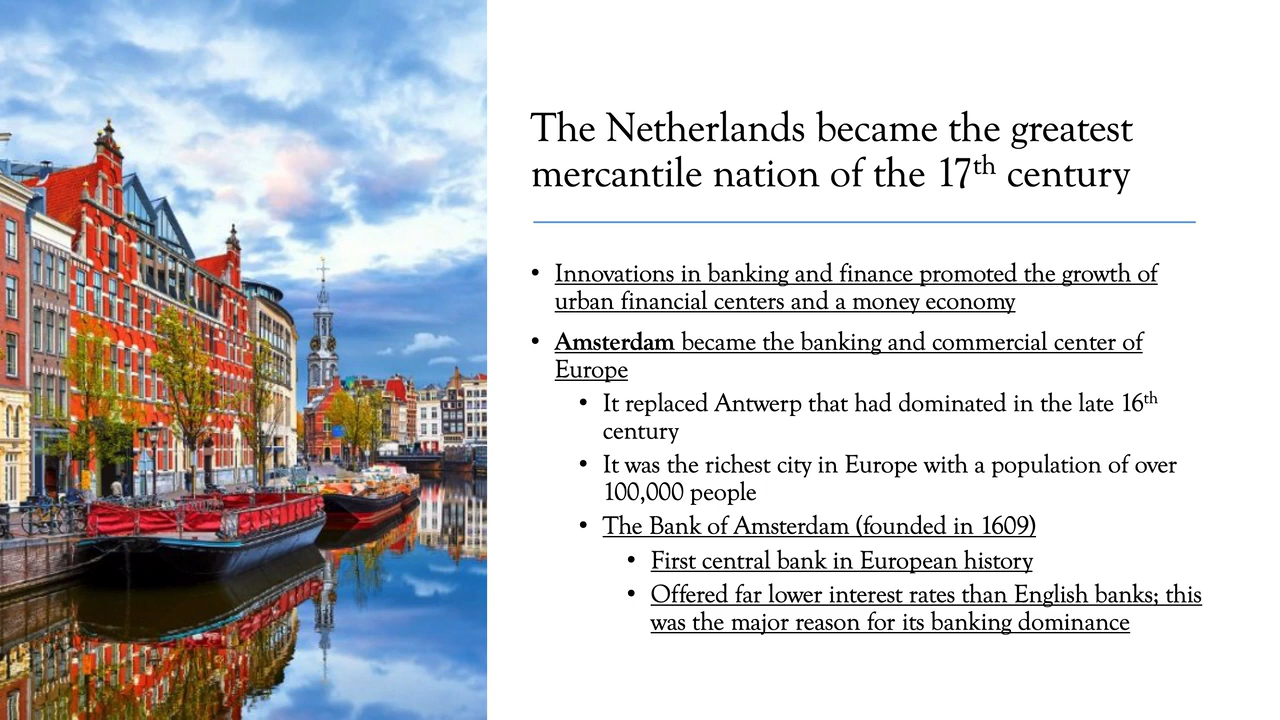 The Netherlands became the greatest
mercantile nation of the 17th century
• Innovations in banking and finance promoted the growth of
urban financial centers and a money economy
• Amsterdam became the banking and commercial center of
Europe
• It replaced Antwerp that had dominated in the late 16th
century
• It was the richest city in Europe with a population of over
100,000 people
• The Bank of Amsterdam (founded in 1609)
• First central bank in European history
• Offered far lower interest rates than English banks; this
was the major reason for its banking dominance